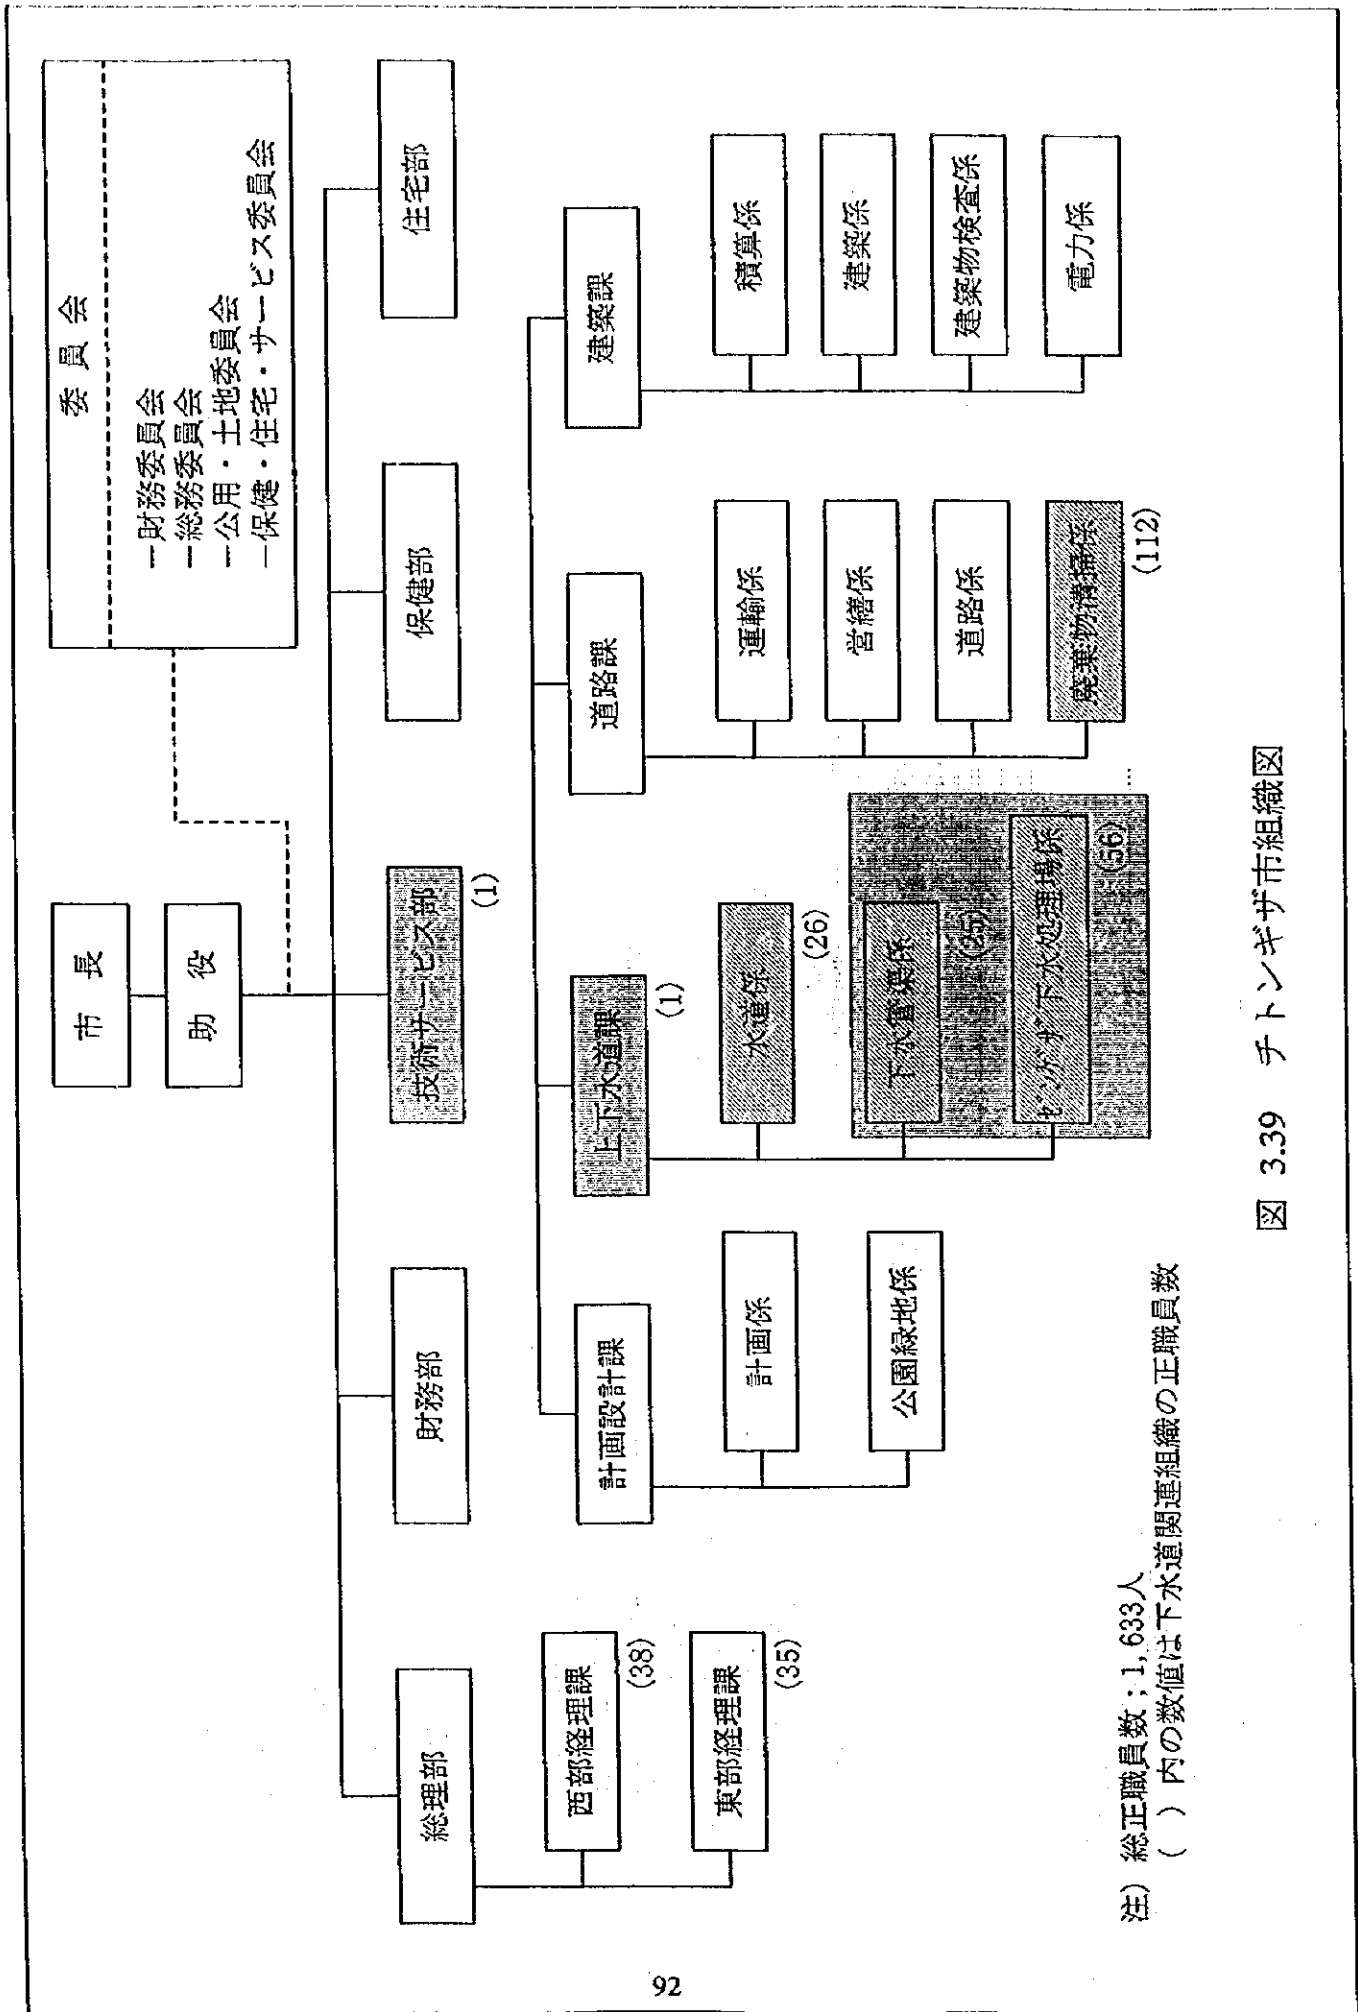 市長
助役
委員会
－財務委員会
－総務委員会
－公用・土地委員会
－保健・住宅・サービス委員会
総理部
財務部
技術サービス部
(1)
保健部
住宅部
西部経理課
(38)
東部経理課
(35)
計画設計課
計画係
公園緑地係
上下水道課
(1)
水道係
(26)
下水管渠係
(25)
ゼンゲザ下水処理場係
(56)
道路課
運輸係
営繕係
道路係
廃棄物清掃係
(112)
建築課
積算係
建築係
建築物検査係
電力係
注) 総正職員数；1,633人
( ) 内の数値は下水道関連組織の正職員数
図 3.39 チトンギザ市組織図
92